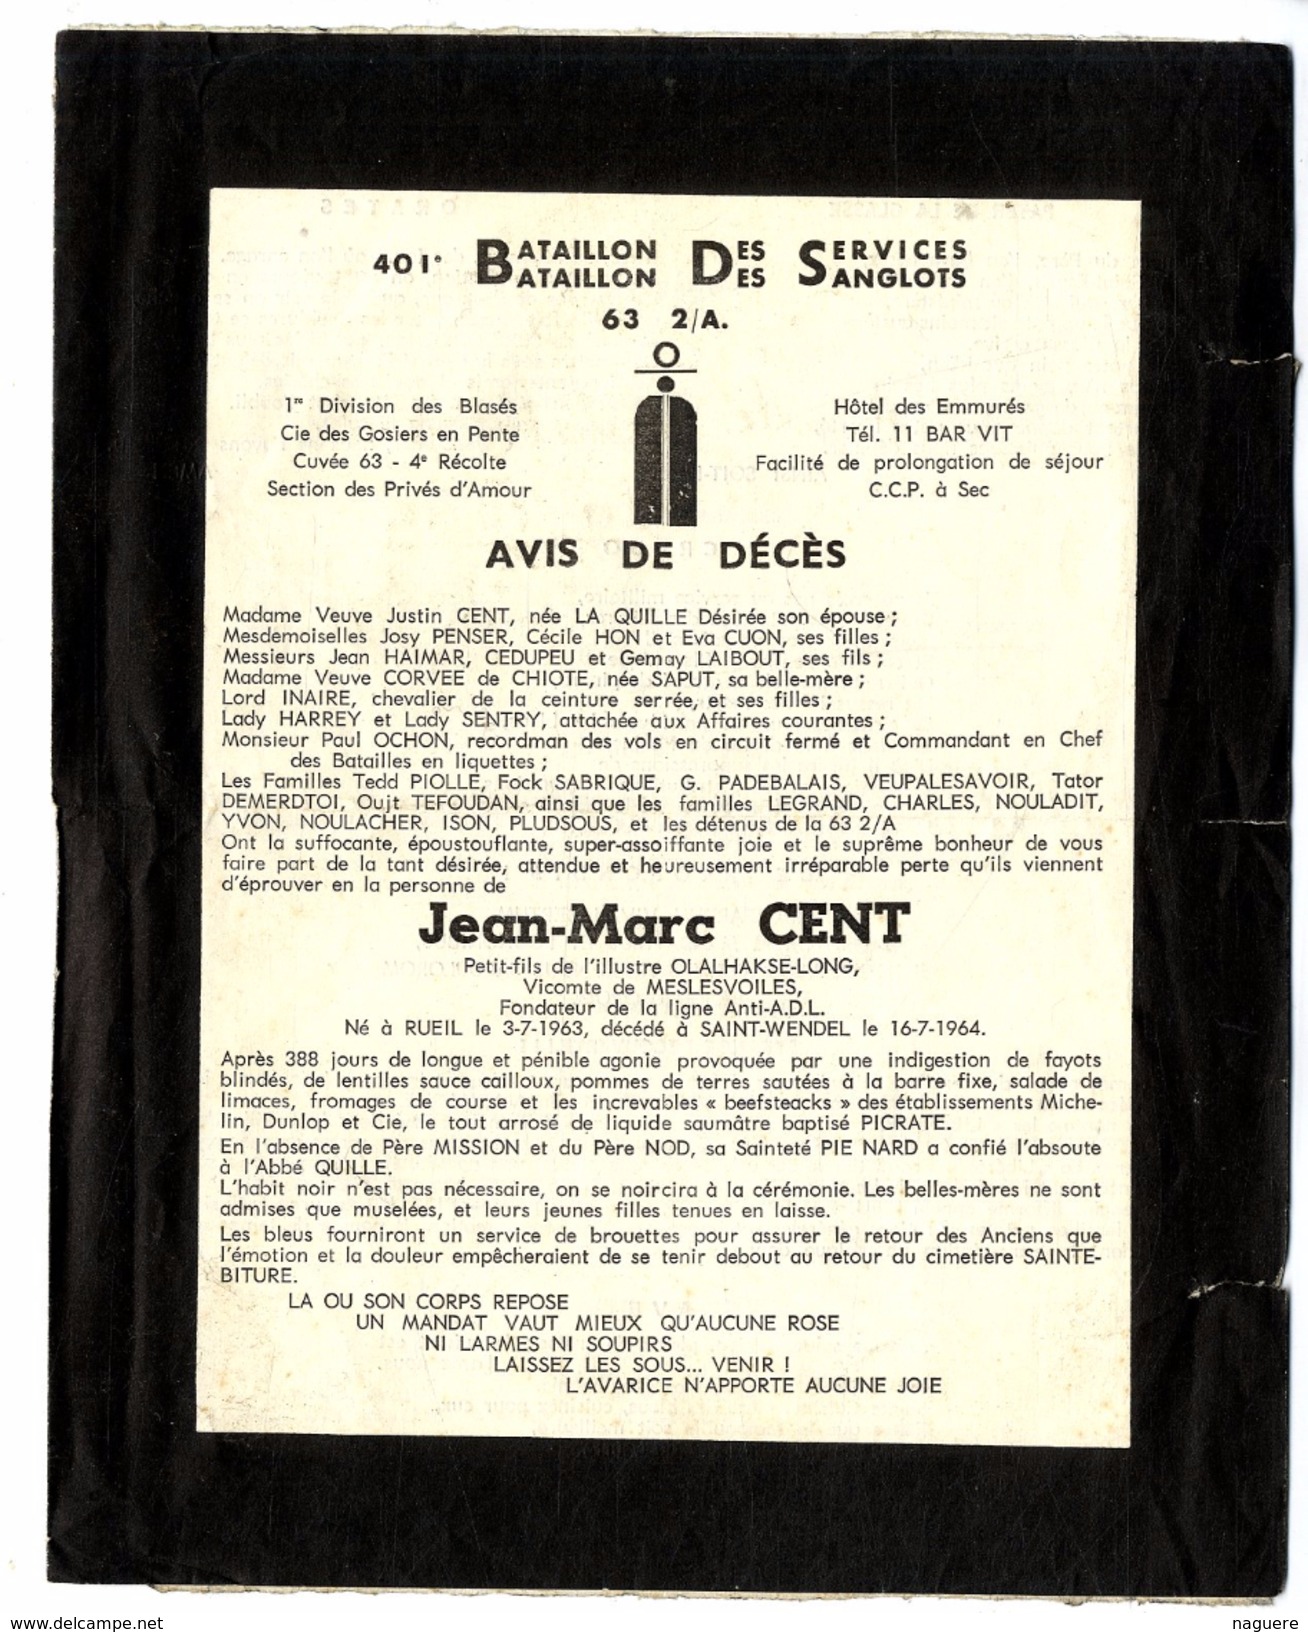 401e BATAILLON DES SERVICES
BATAILLON DES SANGLOTS
63 2/A.
1re Division des Blasés
Cie des Gosiers en Pente
Cuvée 63 - 4e Récolte
Section des Privés d'Amour
Hôtel des Emmurés
Tél. 11 BAR VIT
Facilité de prolongation de séjour
C.C.P. à Sec
AVIS DE DÉCÈS
Madame Veuve Justin CENT, née LA QUILLE Désirée son épouse ;
Mesdemoiselles Josy PENSER, Cécile HON et Eva CUON, ses filles ;
Messieurs Jean HAIMAR, CEDUPEU et Gemay LAIBOUT, ses fils ;
Madame Veuve CORVEE de CHIOTE, née SAPUT, sa belle-mère ;
Lord INAIRE, chevalier de la ceinture serrée, et ses filles ;
Lady HARREY et Lady SENTRY, attachée aux Affaires courantes ;
Monsieur Paul OCHON, recordman des vols en circuit fermé et Commandant en Chef
des Batailles en liquettes ;
Les Familles Tedd PIOLLE, Fock SABRIQUE, G. PADEBALAIS, VEUPALESAVOIR, Tator
DEMERDTOI, Oujt TEFOUDAN, ainsi que les familles LEGRAND, CHARLES, NOULADIT,
YVON, NOULACHER, ISON, PLUDSOUS, et les détenus de la 63 2/A
Ont la suffocante, époustouflante, super-assoiffante joie et le suprême bonheur de vous
faire part de la tant désirée, attendue et heureusement irréparable perte qu'ils viennent
d'éprouver en la personne de
Jean-Marc CENT
Petit-fils de l'illustre OLALHAKSE-LONG,
Vicomte de MESLESVOILES,
Fondateur de la ligne Anti-A.D.L.
Né à RUEIL le 3-7-1963, décédé à SAINT-WENDEL le 16-7-1964.
Après 388 jours de longue et pénible agonie provoquée par une indigestion de fayots
blindés, de lentilles sauce cailloux, pommes de terres sautées à la barre fixe, salade de
limaces, fromages de course et les increvables « beefsteacks » des établissements Miche-
lin, Dunlop et Cie, le tout arrosé de liquide saumâtre baptisé PICRATE.
En l'absence de Père MISSION et du Père NOD, sa Sainteté PIE NARD a confié l'absoute
à l'Abbé QUILLE.
L'habit noir n'est pas nécessaire, on se noircira à la cérémonie. Les belles-mères ne sont
admises que muselées, et leurs jeunes filles tenues en laisse.
Les bleus fourniront un service de brouettes pour assurer le retour des Anciens que
l'émotion et la douleur empêcheraient de se tenir debout au retour du cimetière SAINTE-
BITURE.
LA OU SON CORPS REPOSE
UN MANDAT VAUT MIEUX QU'AUCUNE ROSE
NI LARMES NI SOUPIRS
LAISSEZ LES SOUS... VENIR !
L'AVARICE N'APPORTE AUCUNE JOIE
www.delcampe.net
naguere